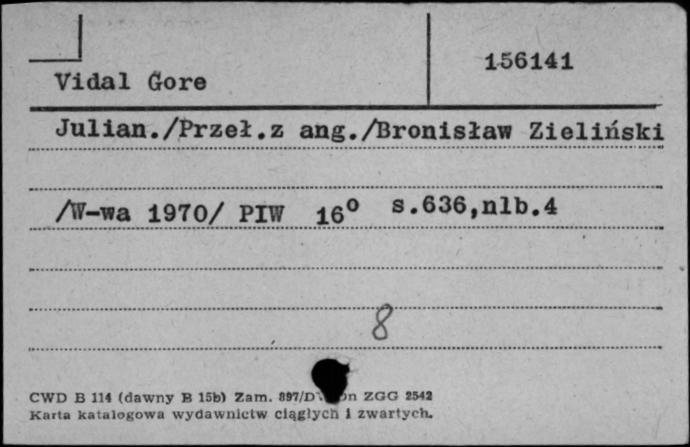 156141
Vidal Gore
Julian./Przeł.z ang./Bronisław Zieliński
/W-wa 1970/ PIW 16° s.636,nlb.4
8
CWD B 114 (dawny B 15b) Zam. 897/ ZGG 2542
Karta katalogowa wydawnictw ciągłych i zwartych.